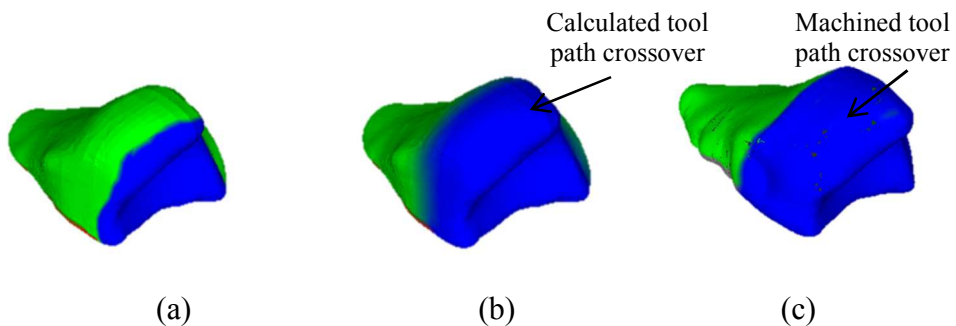 Calculated tool
path crossover
Machined tool
path crossover
(a)
(b)
(c)